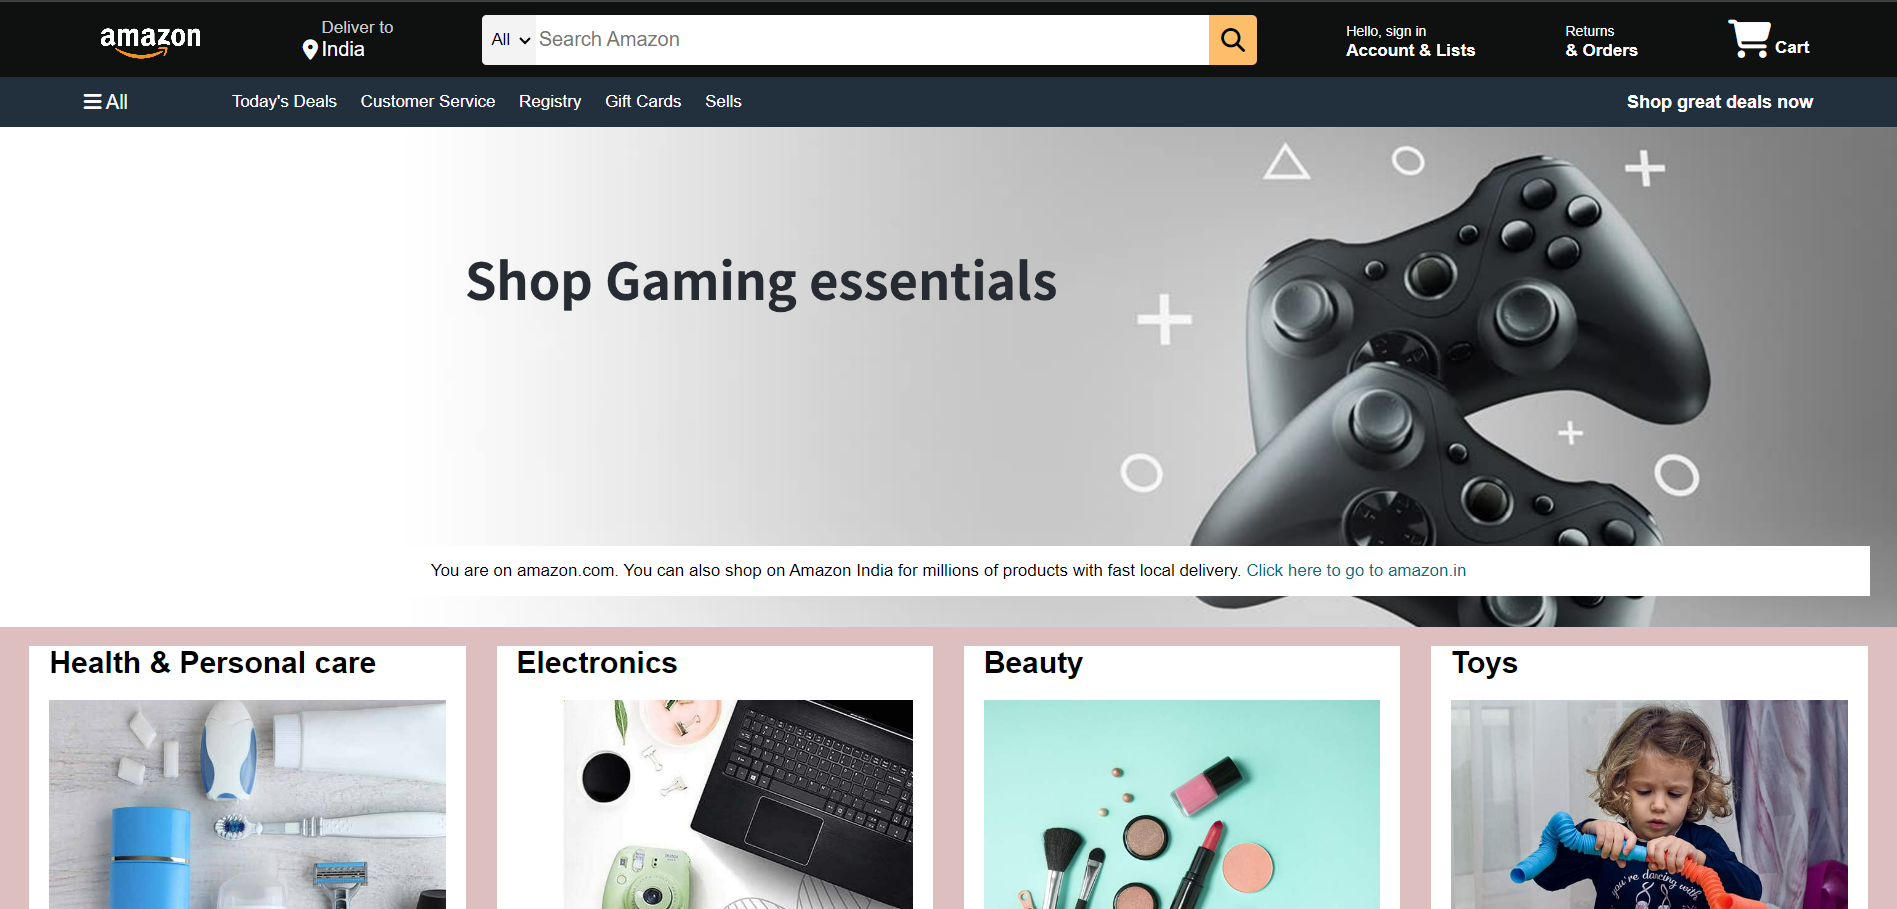 amazon
Deliver to
India
All
Search Amazon
Hello, sign in
Account & Lists
Returns
& Orders
Cart
All
Today's Deals
Customer Service
Registry
Gift Cards
Sells
Shop great deals now
Shop Gaming essentials
You are on amazon.com. You can also shop on Amazon India for millions of products with fast local delivery. Click here to go to amazon.in
Health & Personal care
Electronics
Beauty
Toys
you're dancing with